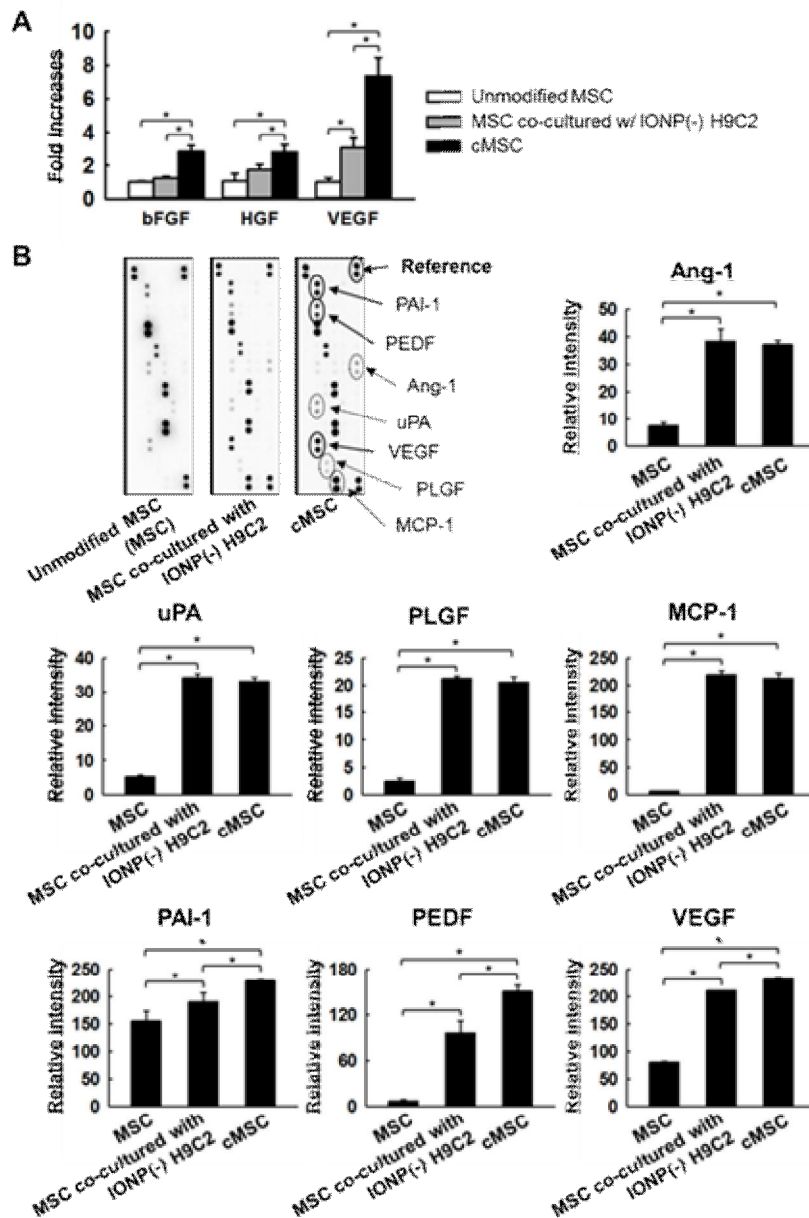 A
Fold Increases
10
8
6
4
2
0
* * * * * * *
bFGF HGF VEGF
Unmodified MSC
MSC co-cultured w/ IONP(-) H9C2
cMSC
B
Reference
PAI-1
PEDF
Ang-1
uPA
VEGF
PLGF
MCP-1
Unmodified MSC
(MSC)
MSC co-cultured with
IONP(-) H9C2
cMSC
Ang-1
Relative Intensity
50
40
30
20
10
0
*
*
MSC
MSC co-cultured with
IONP(-) H9C2
cMSC
uPA
Relative Intensity
40
30
20
10
0
*
*
MSC
MSC co-cultured with
IONP(-) H9C2
cMSC
PLGF
Relative Intensity
25
20
15
10
5
0
*
*
MSC
MSC co-cultured with
IONP(-) H9C2
cMSC
MCP-1
Relative Intensity
250
200
150
100
50
0
*
*
MSC
MSC co-cultured with
IONP(-) H9C2
cMSC
PAI-1
Relative Intensity
250
200
150
100
50
0
*
* *
MSC
MSC co-cultured with
IONP(-) H9C2
cMSC
PEDF
Relative Intensity
180
120
60
0
*
* *
MSC
MSC co-cultured with
IONP(-) H9C2
cMSC
VEGF
Relative Intensity
250
200
150
100
50
0
*
* *
MSC
MSC co-cultured with
IONP(-) H9C2
cMSC